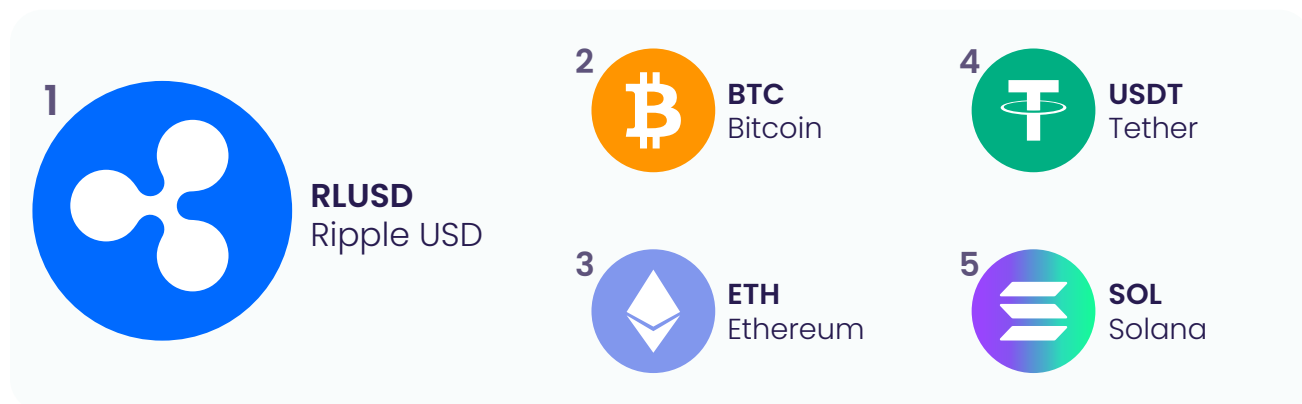 1
RLUSD
Ripple USD
2
BTC
Bitcoin
3
ETH
Ethereum
4
USDT
Tether
5
SOL
Solana